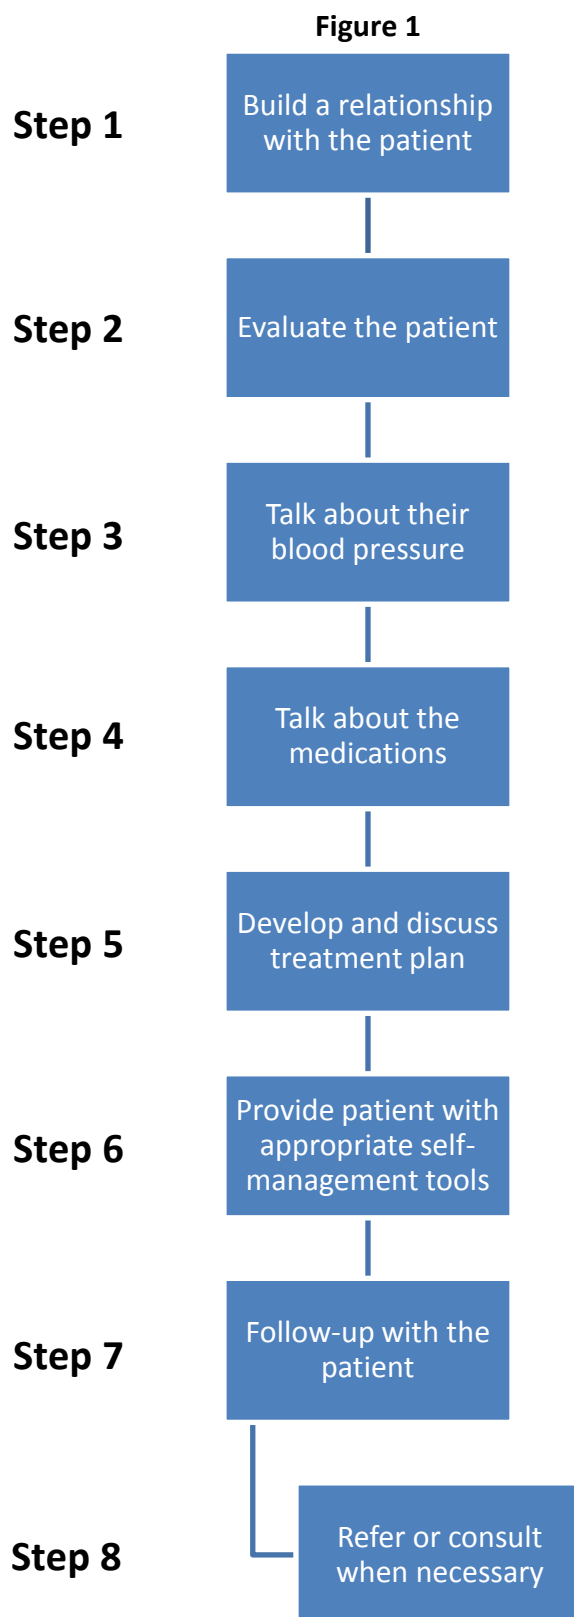 Figure 1
Step 1
Build a relationship
with the patient
Step 2
Evaluate the patient
Step 3
Talk about their
blood pressure
Step 4
Talk about the
medications
Step 5
Develop and discuss
treatment plan
Step 6
Provide patient with
appropriate self-
management tools
Step 7
Follow-up with the
patient
Step 8
Refer or consult
when necessary